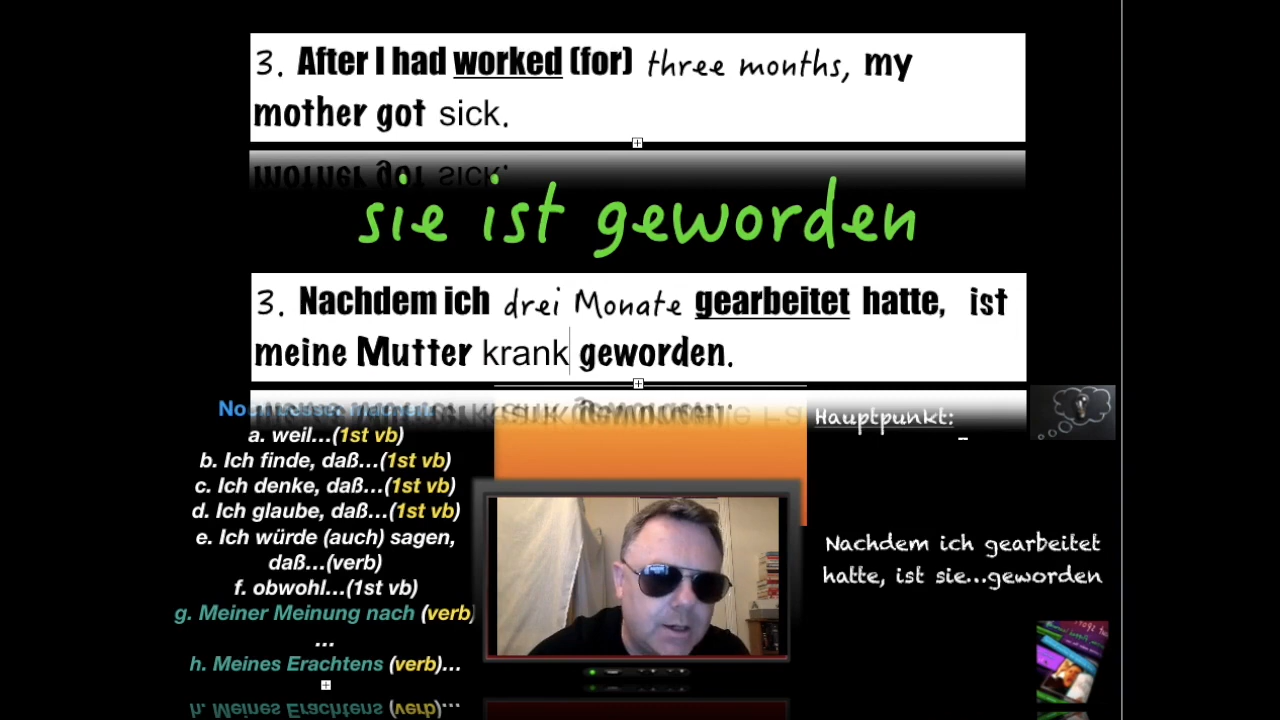 3. After I had worked (for) three months, my
mother got sick.
sie ist geworden
3. Nachdem ich drei Monate gearbeitet hatte, ist
meine Mutter krank geworden.
a. weil...(1st vb)
b. Ich finde, daß...(1st vb)
c. Ich denke, daß...(1st vb)
d. Ich glaube, daß...(1st vb)
e. Ich würde (auch) sagen,
daß...(verb)
f. obwohl...(1st vb)
g. Meiner Meinung nach (verb)
...
h. Meines Erachtens (verb)...
Hauptpunkt:
Nachdem ich gearbeitet
hatte, ist sie...geworden